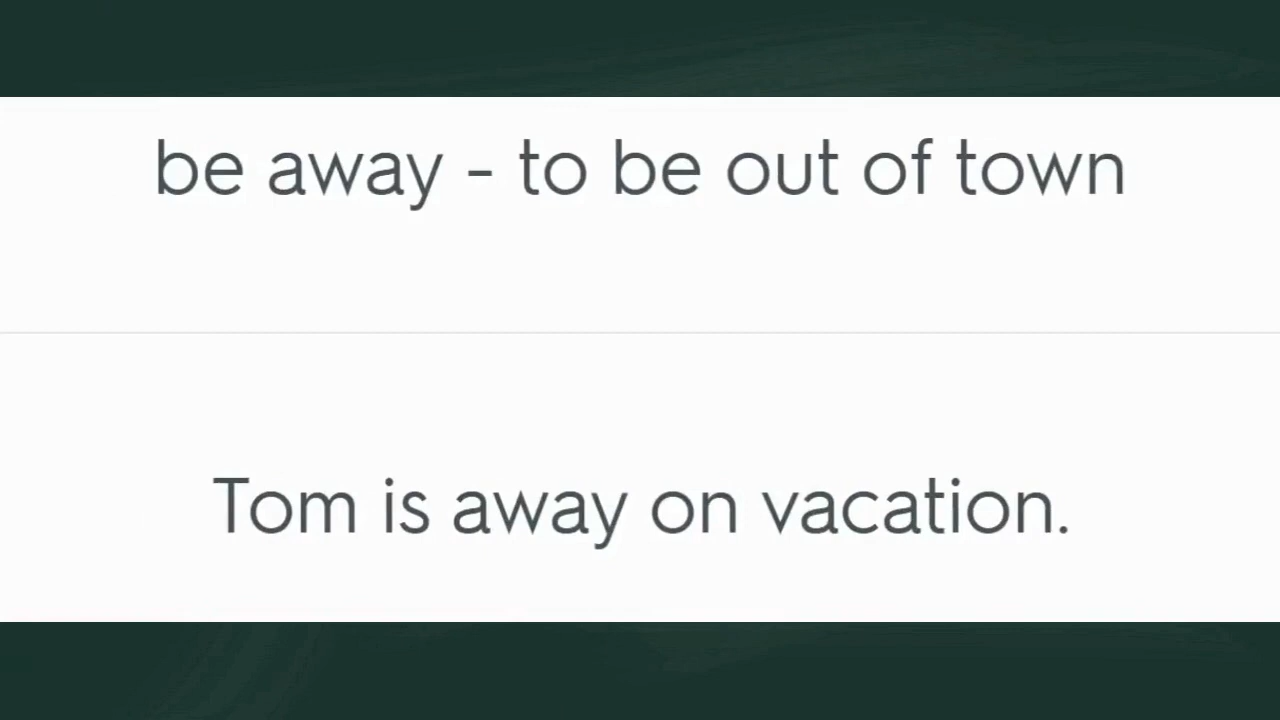 be away - to be out of town
Tom is away on vacation.